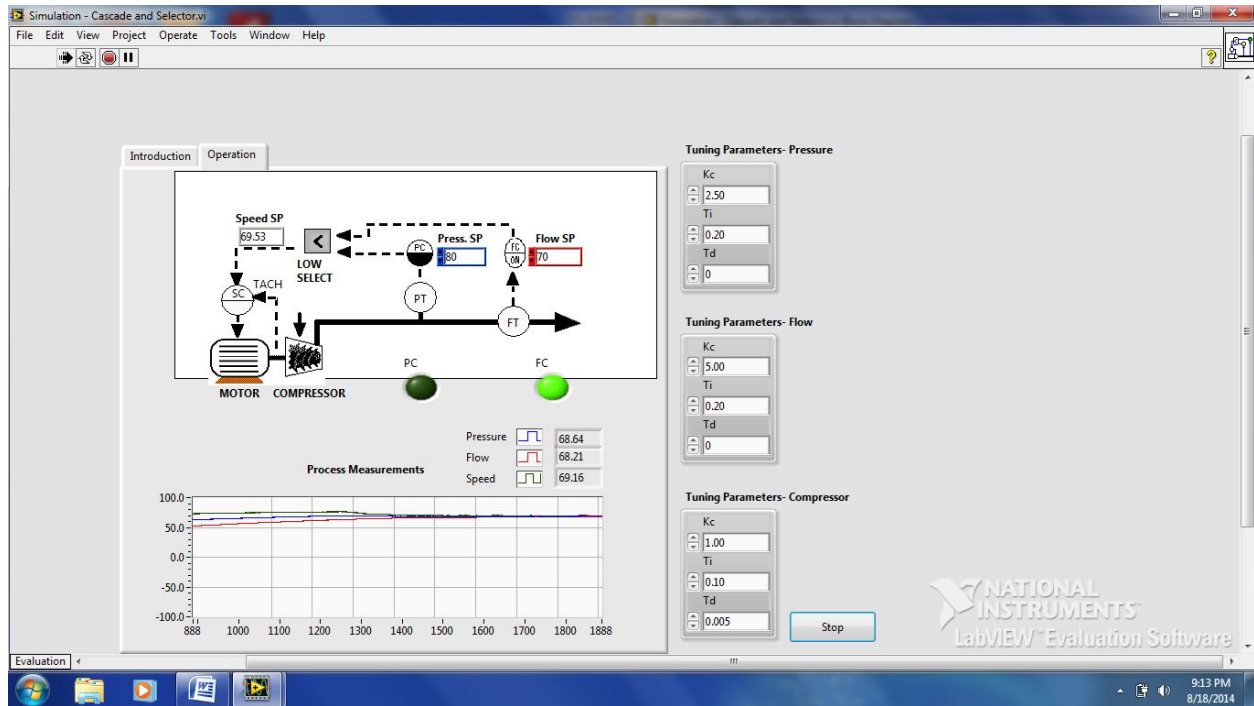 Simulation - Cascade and Selector.vi
File Edit View Project Operate Tools Window Help
Introduction Operation
Speed SP
69.53
<
LOW
SELECT
PC
Press. SP
80
FC
ON
Flow SP
70
SC
TACH
PT
FT
MOTOR COMPRESSOR
PC
FC
Process Measurements
Pressure 68.64
Flow 68.21
Speed 69.16
100.0
50.0
0.0
-50.0
-100.0
888 1000 1100 1200 1300 1400 1500 1600 1700 1800 1888
Tuning Parameters- Pressure
Kc
2.50
Ti
0.20
Td
0
Tuning Parameters- Flow
Kc
5.00
Ti
0.20
Td
0
Tuning Parameters- Compressor
Kc
1.00
Ti
0.10
Td
0.005
Stop
NATIONAL
INSTRUMENTS
LabVIEW™ Evaluation Software
Evaluation
9:13 PM
8/18/2014